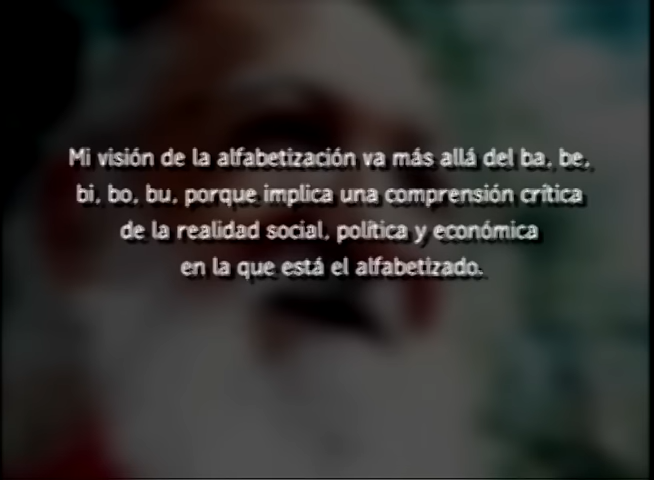 Mi visión de la alfabetización va más allá del ba, be,
bi, bo, bu, porque implica una comprensión crítica
de la realidad social, política y económica
en la que está el alfabetizado.